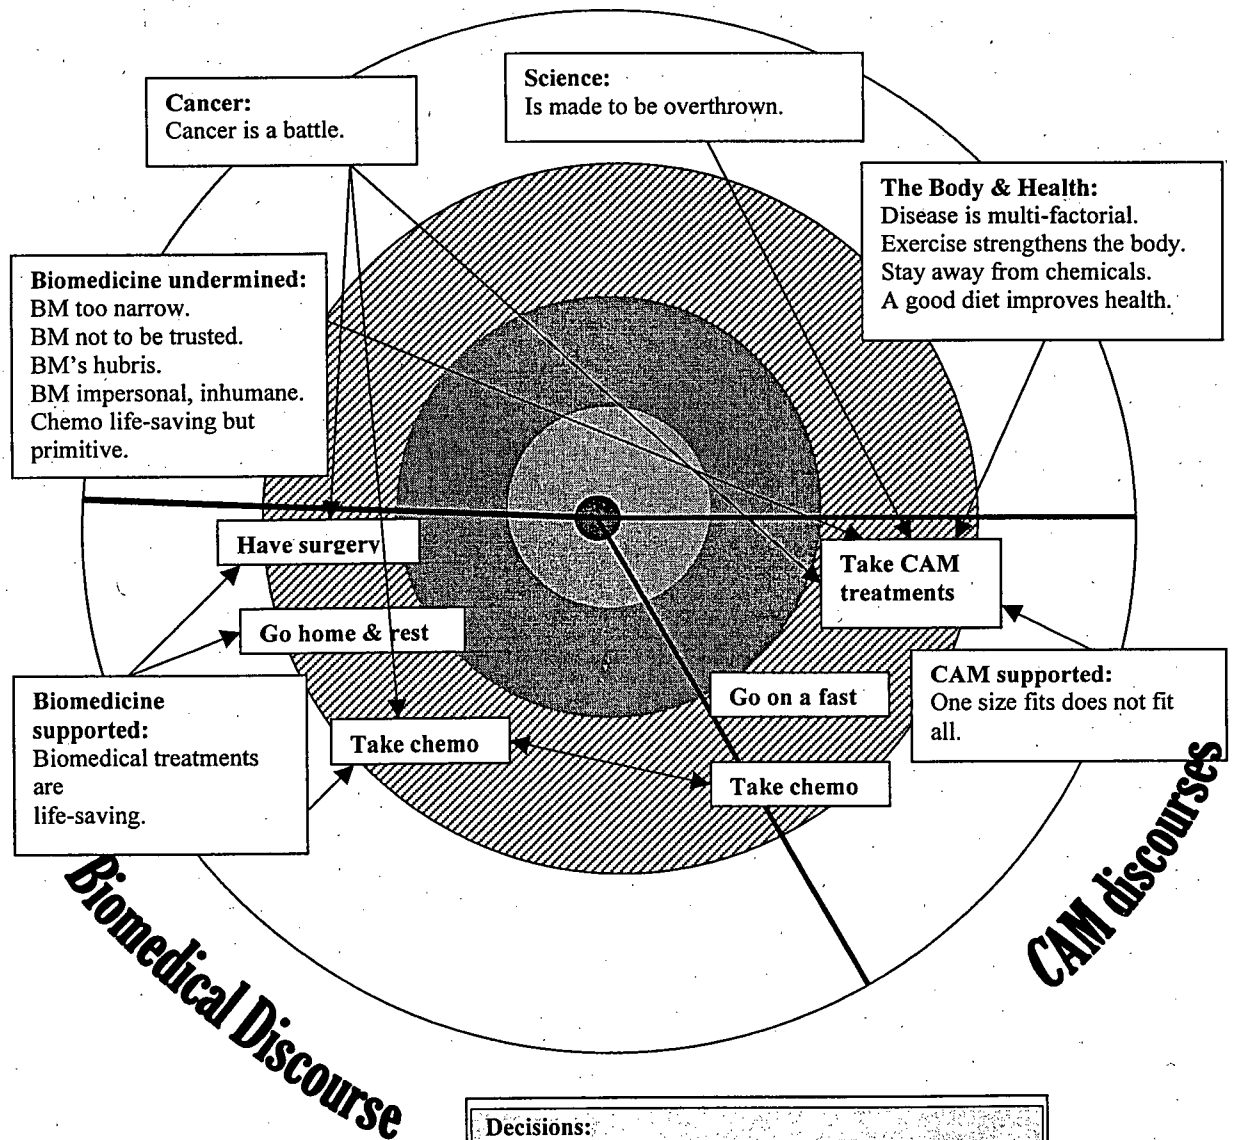 Cancer:
Cancer is a battle.
Science:
Is made to be overthrown.
The Body & Health:
Disease is multi-factorial.
Exercise strengthens the body.
Stay away from chemicals.
A good diet improves health.
Biomedicine undermined:
BM too narrow.
BM not to be trusted.
BM's hubris.
BM impersonal, inhumane.
Chemo life-saving but
primitive.
Have surgery
Take CAM
treatments
Go home & rest
CAM supported:
One size fits does not fit
all.
Biomedicine
supported:
Biomedical treatments
are
life-saving.
Go on a fast
Take chemo
Take chemo
Biomedical Discourse
CAM discourses
Decisions: